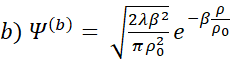 b) Ψ⁽ᵇ⁾ = √(2λβ² / πρ₀²) e^(−β ρ/ρ₀)